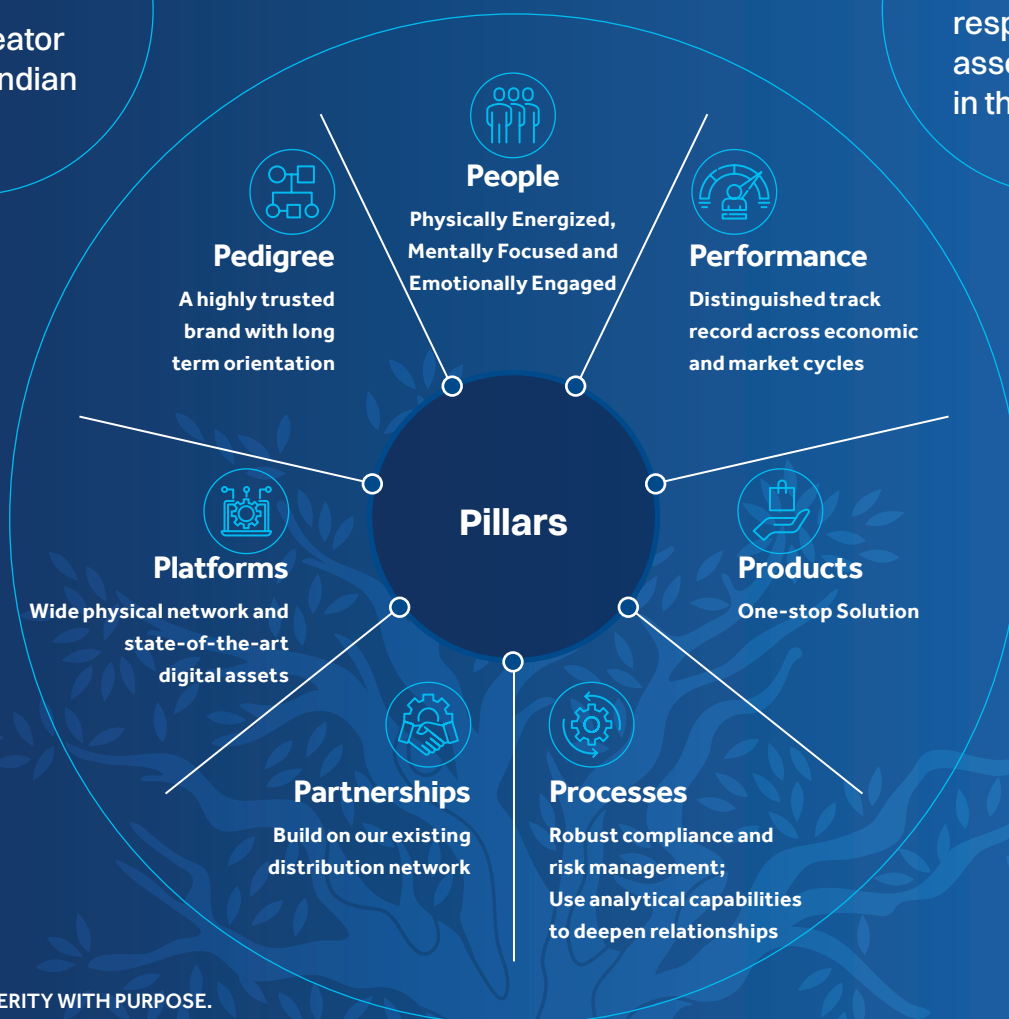 ndian
in th
People
Physically Energized,
Mentally Focused and
Emotionally Engaged
Pedigree
A highly trusted
brand with long
term orientation
Performance
Distinguished track
record across economic
and market cycles
Pillars
Platforms
Wide physical network and
state-of-the-art
digital assets
Products
One-stop Solution
Partnerships
Build on our existing
distribution network
Processes
Robust compliance and
risk management;
Use analytical capabilities
to deepen relationships
ERITY WITH PURPOSE.